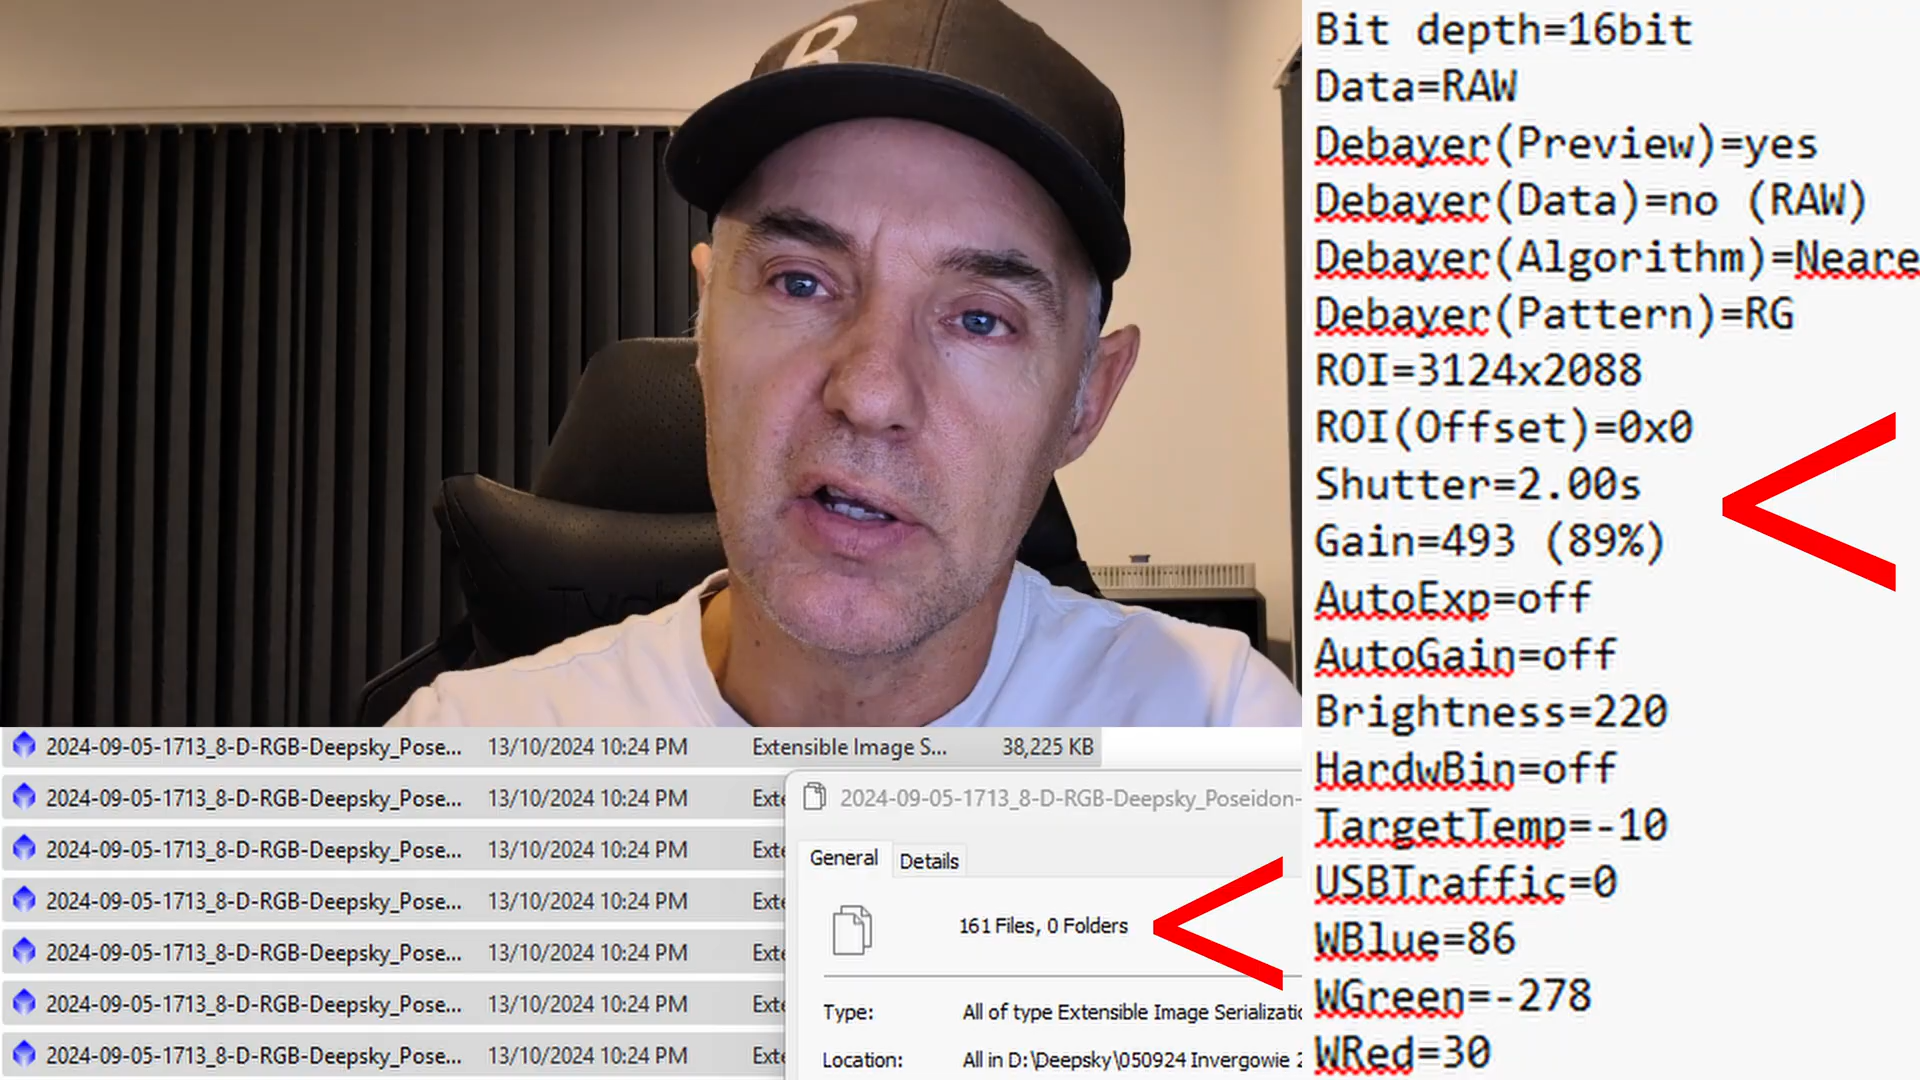 B
2024-09-05-1713_8-D-RGB-Deepsky_Pose... 13/10/2024 10:24 PM Extensible Image S... 38,225 KB
2024-09-05-1713_8-D-RGB-Deepsky_Pose... 13/10/2024 10:24 PM Exte
2024-09-05-1713_8-D-RGB-Deepsky_Pose... 13/10/2024 10:24 PM Exte
2024-09-05-1713_8-D-RGB-Deepsky_Pose... 13/10/2024 10:24 PM Exte
2024-09-05-1713_8-D-RGB-Deepsky_Pose... 13/10/2024 10:24 PM Exte
2024-09-05-1713_8-D-RGB-Deepsky_Pose... 13/10/2024 10:24 PM Exte
2024-09-05-1713_8-D-RGB-Deepsky_Pose... 13/10/2024 10:24 PM Exte
2024-09-05-1713_8-D-RGB-Deepsky_Poseidon-
General Details
161 Files, 0 Folders
Type: All of type Extensible Image Serializatio
Location: All in D:\Deepsky\050924 Invergowie 2
Bit depth=16bit
Data=RAW
Debayer(Preview)=yes
Debayer(Data)=no (RAW)
Debayer(Algorithm)=Neare
Debayer(Pattern)=RG
ROI=3124x2088
ROI(Offset)=0x0
Shutter=2.00s
Gain=493 (89%)
AutoExp=off
AutoGain=off
Brightness=220
HardwBin=off
TargetTemp=-10
USBTraffic=0
WBlue=86
WGreen=-278
WRed=30